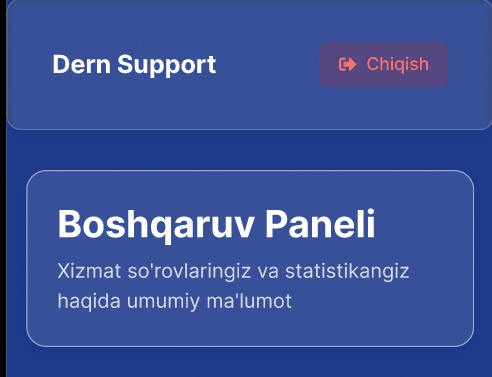 Dern Support
Chiqish
Boshqaruv Paneli
Xizmat so'rovlaringiz va statistikangiz
haqida umumiy ma'lumot